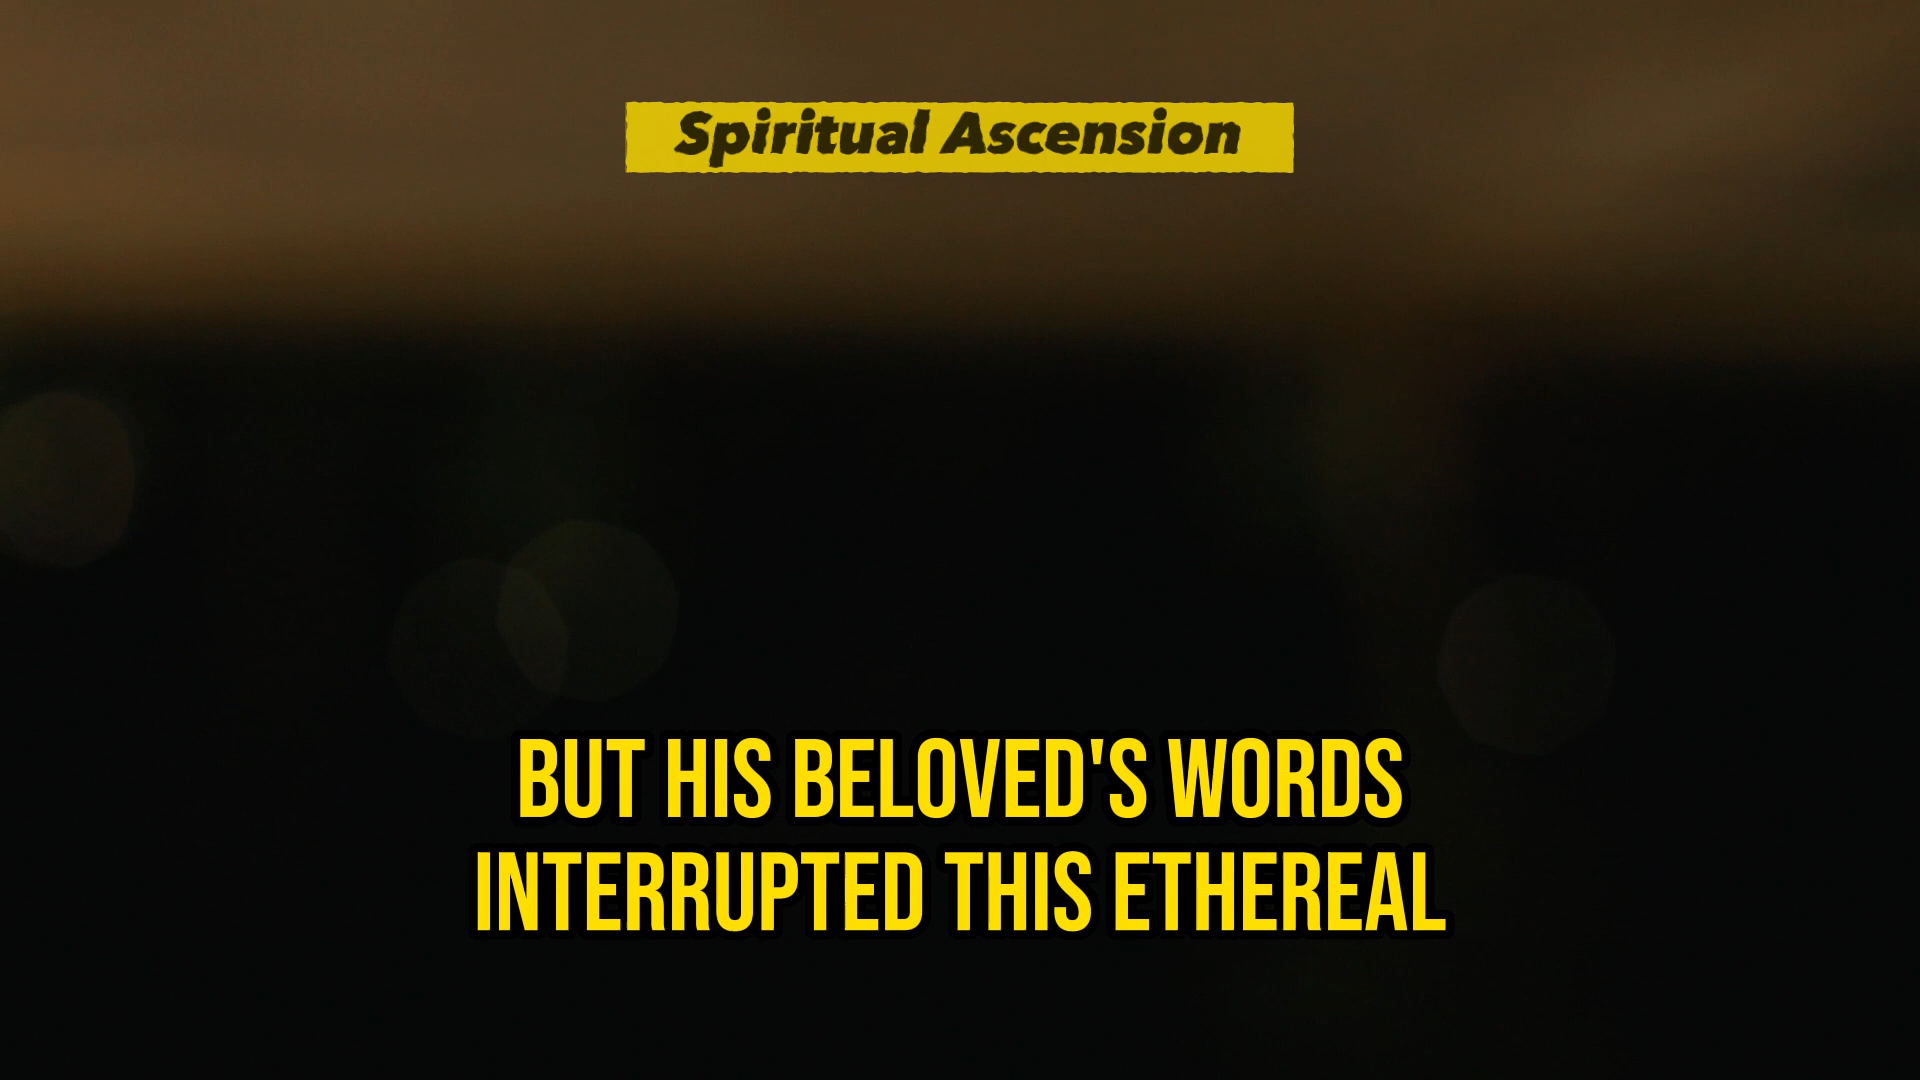 Spiritual Ascension
BUT HIS BELOVED'S WORDS
INTERRUPTED THIS ETHEREAL